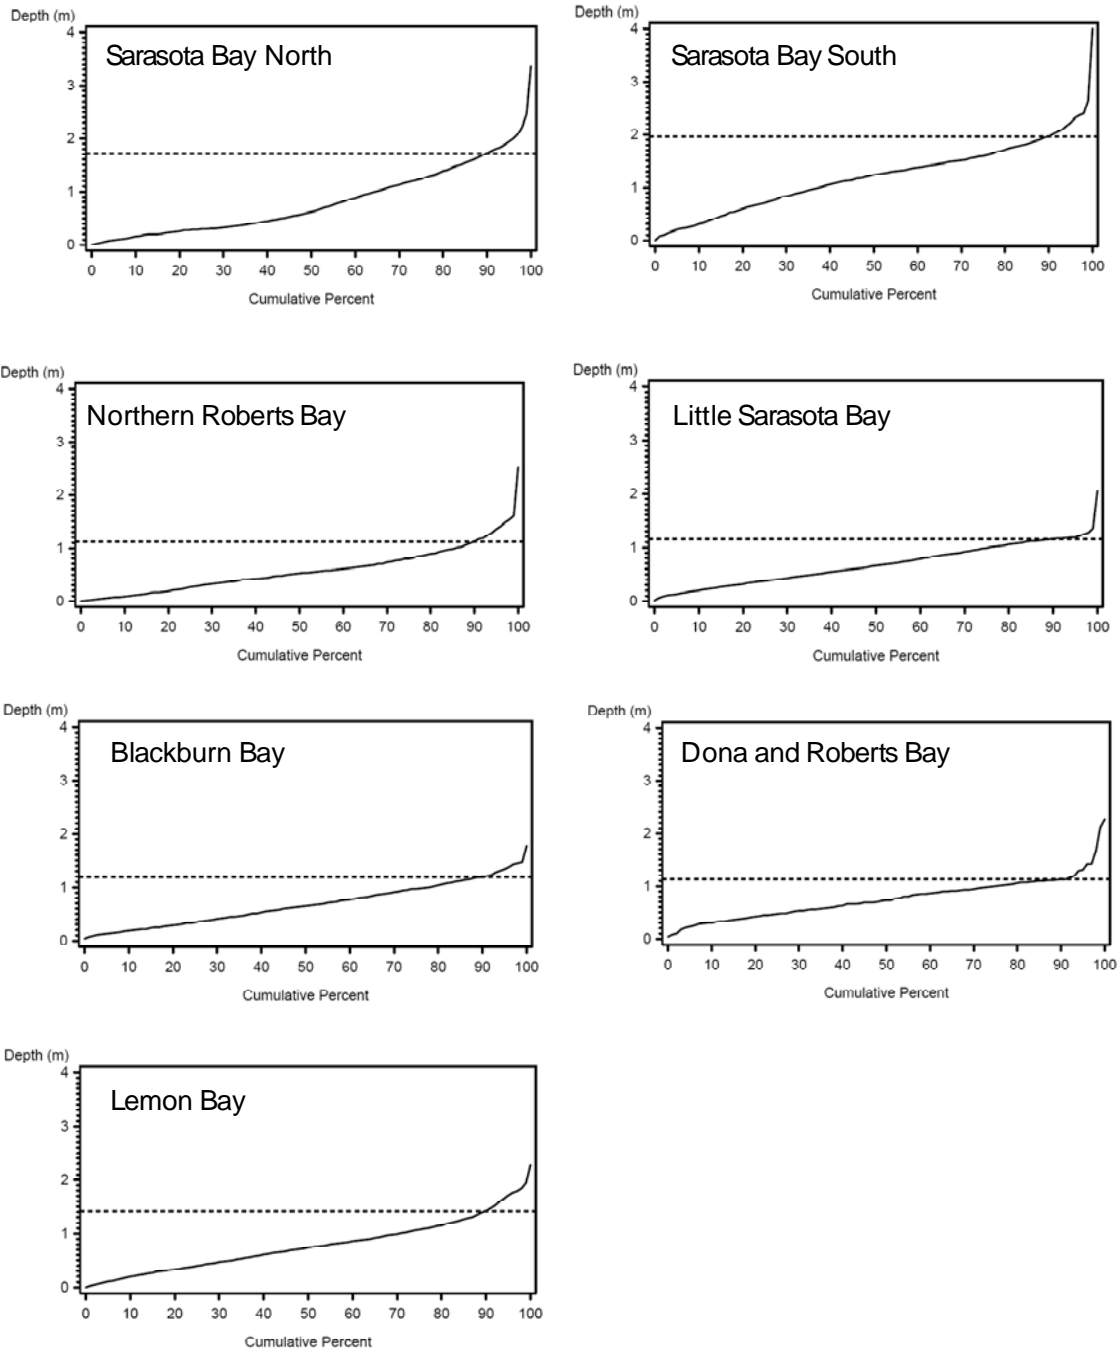 Depth (m)
Sarasota Bay North
4
3
2
1
0
0 10 20 30 40 50 60 70 80 90 100
Cumulative Percent
Depth (m)
Sarasota Bay South
4
3
2
1
0
0 10 20 30 40 50 60 70 80 90 100
Cumulative Percent
Depth (m)
Northern Roberts Bay
4
3
2
1
0
0 10 20 30 40 50 60 70 80 90 100
Cumulative Percent
Depth (m)
Little Sarasota Bay
4
3
2
1
0
0 10 20 30 40 50 60 70 80 90 100
Cumulative Percent
Depth (m)
Blackburn Bay
4
3
2
1
0
0 10 20 30 40 50 60 70 80 90 100
Cumulative Percent
Depth (m)
Dona and Roberts Bay
4
3
2
1
0
0 10 20 30 40 50 60 70 80 90 100
Cumulative Percent
Depth (m)
Lemon Bay
4
3
2
1
0
0 10 20 30 40 50 60 70 80 90 100
Cumulative Percent